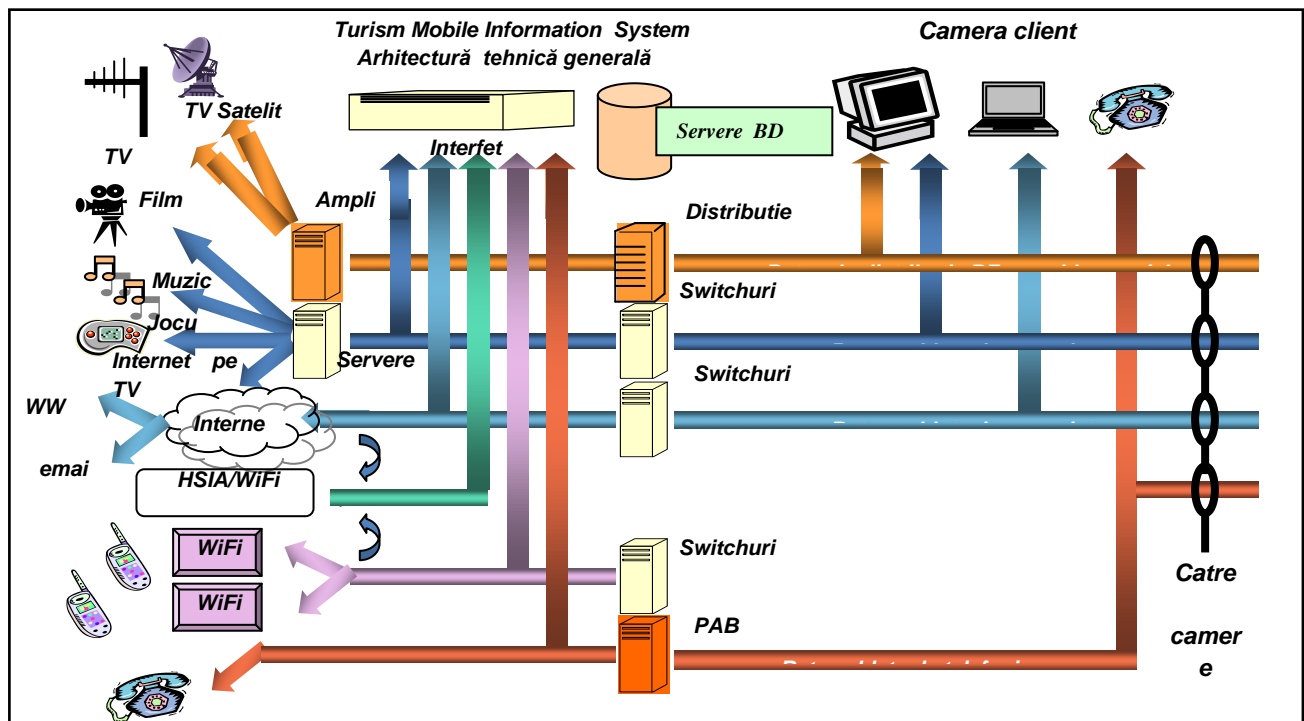 Turism Mobile Information System
Arhitectură tehnică generală
Camera client
TV Satelit
TV
Interfet
Servere BD
Film
Ampli
Distributie
Muzic
Switchuri
Jocu
Internet pe
TV
Servere
Switchuri
WW
Interne
emai
HSIA/WiFi
WiFi
Switchuri
WiFi
PAB
Catre
camer
e